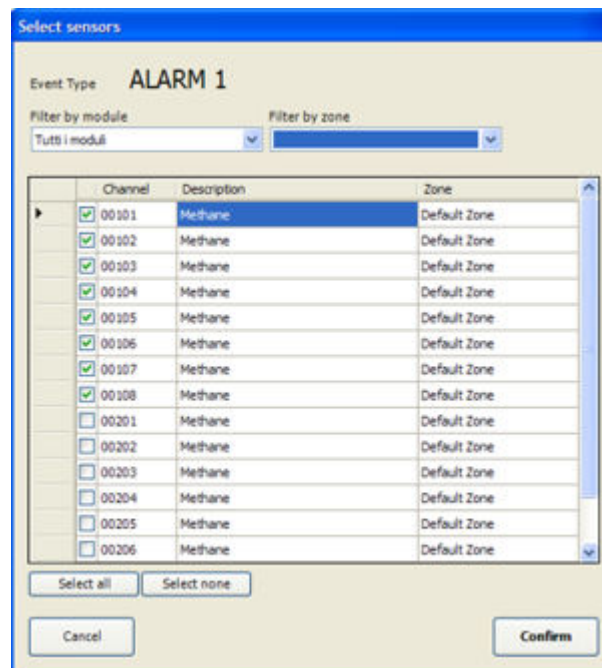 Select sensors
Event Type ALARM 1
Filter by module Filter by zone
Tutti i moduli
Channel Description Zone
00101 Methane Default Zone
00102 Methane Default Zone
00103 Methane Default Zone
00104 Methane Default Zone
00105 Methane Default Zone
00106 Methane Default Zone
00107 Methane Default Zone
00108 Methane Default Zone
00201 Methane Default Zone
00202 Methane Default Zone
00203 Methane Default Zone
00204 Methane Default Zone
00205 Methane Default Zone
00206 Methane Default Zone
Select all Select none
Cancel Confirm